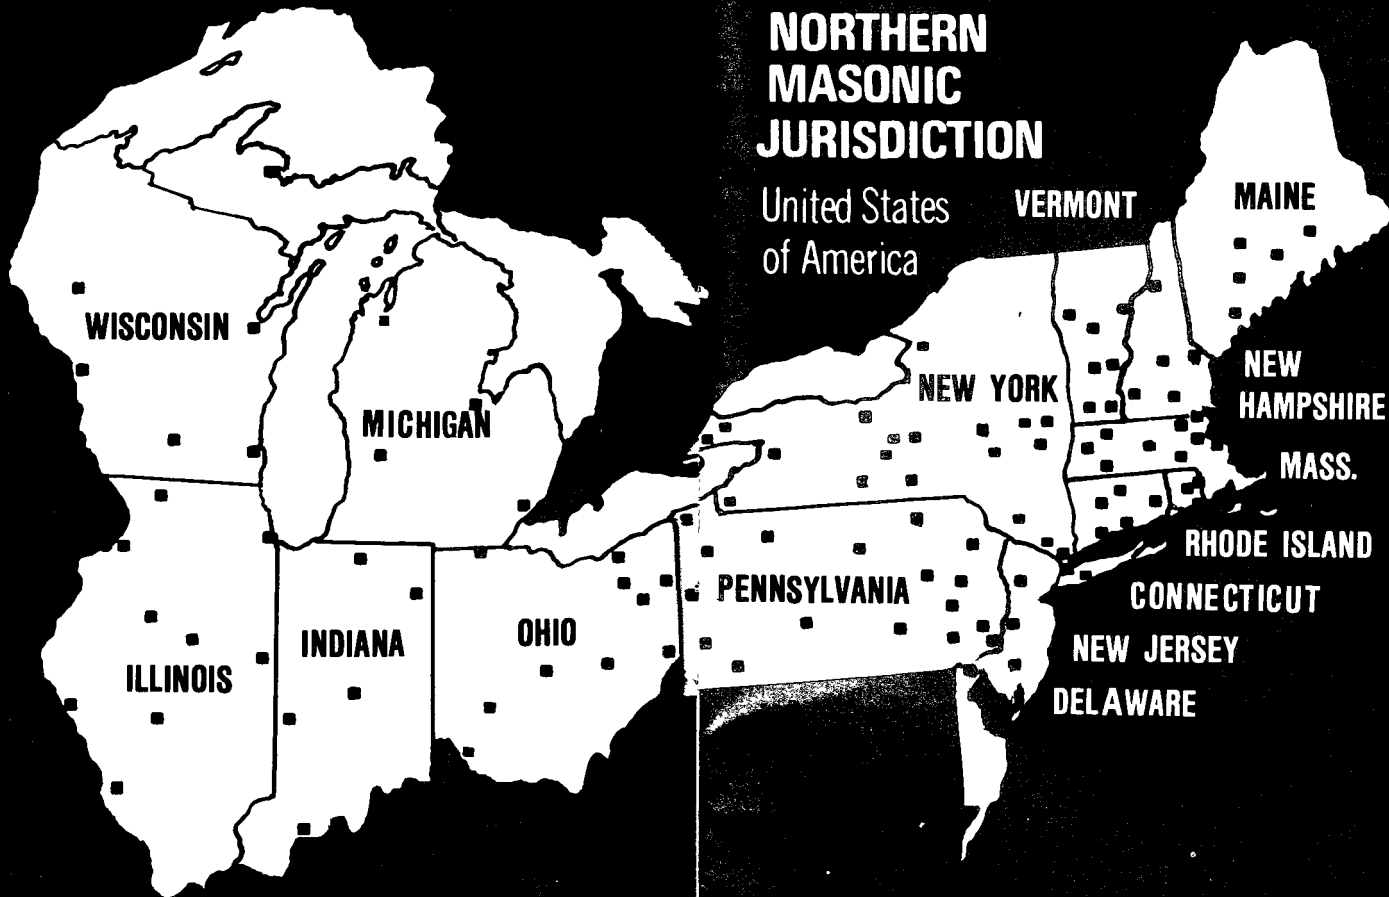 NORTHERN
MASONIC
JURISDICTION
United States
of America
VERMONT
MAINE
WISCONSIN
NEW
HAMPSHIRE
NEW YORK
MICHIGAN
MASS.
RHODE ISLAND
PENNSYLVANIA
CONNECTICUT
OHIO
INDIANA
NEW JERSEY
ILLINOIS
DELAWARE